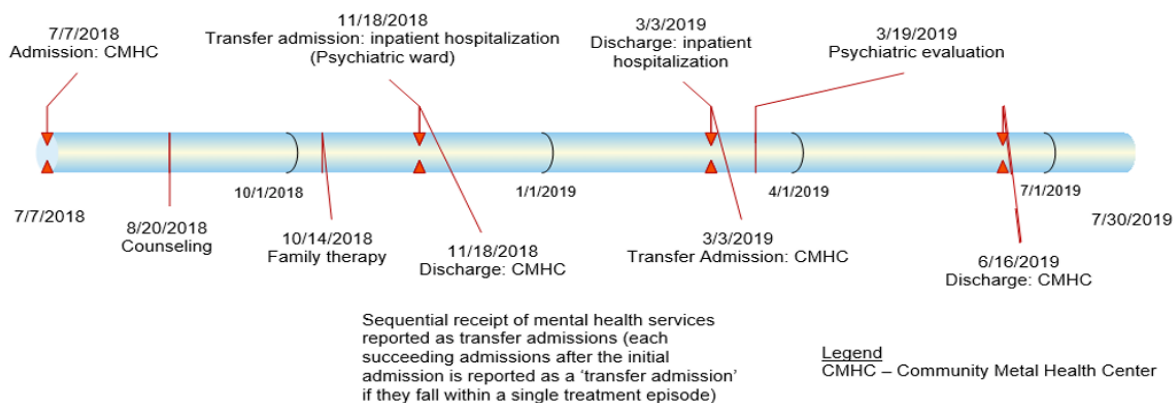 7/7/2018
Admission: CMHC
11/18/2018
Transfer admission: inpatient hospitalization
(Psychiatric ward)
3/3/2019
Discharge: inpatient
hospitalization
3/19/2019
Psychiatric evaluation
10/1/2018
1/1/2019
4/1/2019
7/1/2019
7/7/2018
7/30/2019
8/20/2018
Counseling
10/14/2018
Family therapy
11/18/2018
Discharge: CMHC
3/3/2019
Transfer Admission: CMHC
6/16/2019
Discharge: CMHC
Sequential receipt of mental health services
reported as transfer admissions (each
succeeding admissions after the initial
admission is reported as a ‘transfer admission’
if they fall within a single treatment episode)
Legend
CMHC – Community Metal Health Center